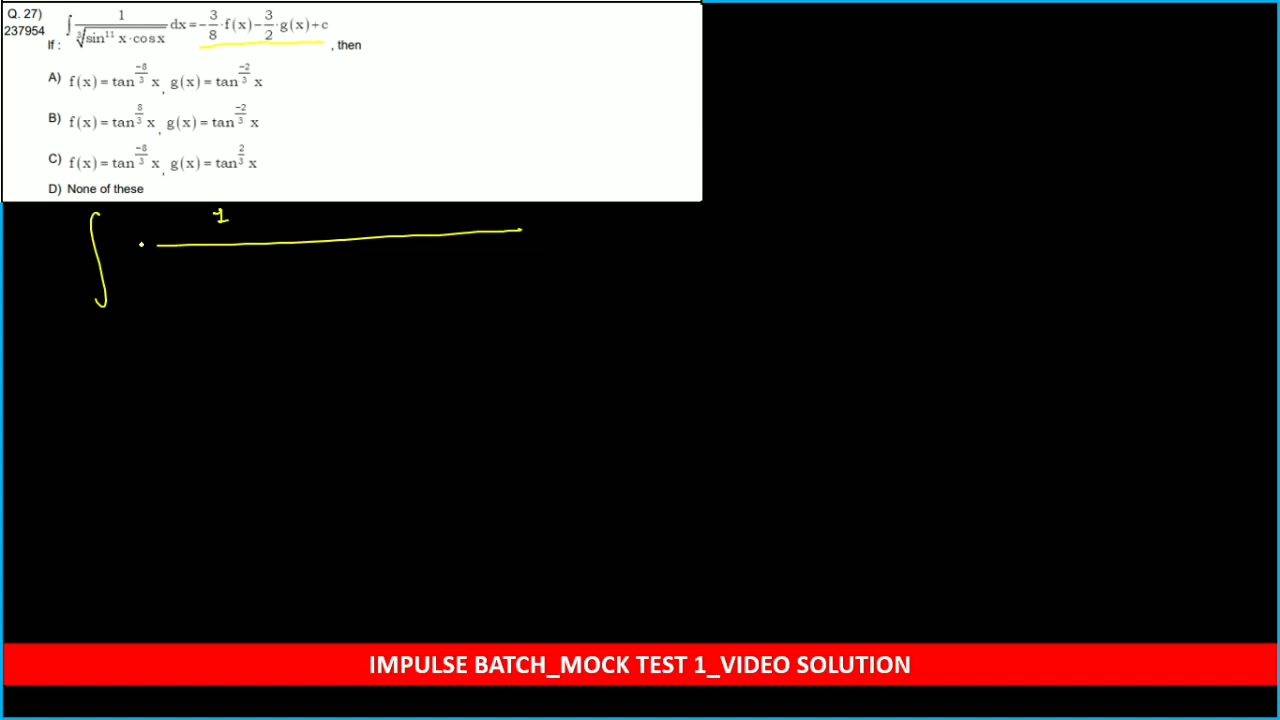 Q. 27)
237954
If : ∫ 1/∛(sin¹¹ x·cosx) dx = −3/8·f(x)−3/2·g(x)+c , then
A) f(x) = tan^(−8/3) x, g(x) = tan^(−2/3) x
B) f(x) = tan^(8/3) x, g(x) = tan^(−2/3) x
C) f(x) = tan^(−8/3) x, g(x) = tan^(2/3) x
D) None of these
∫ 1
IMPULSE BATCH_MOCK TEST 1_VIDEO SOLUTION